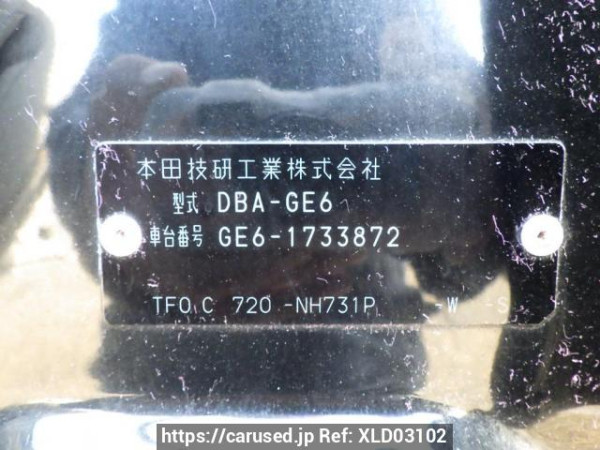 本田技研工業株式会社
型式 DBA-GE6
車台番号 GE6-1733872
TF0 C 720 -NH731P -W -S
https://carused.jp Ref: XLD03102